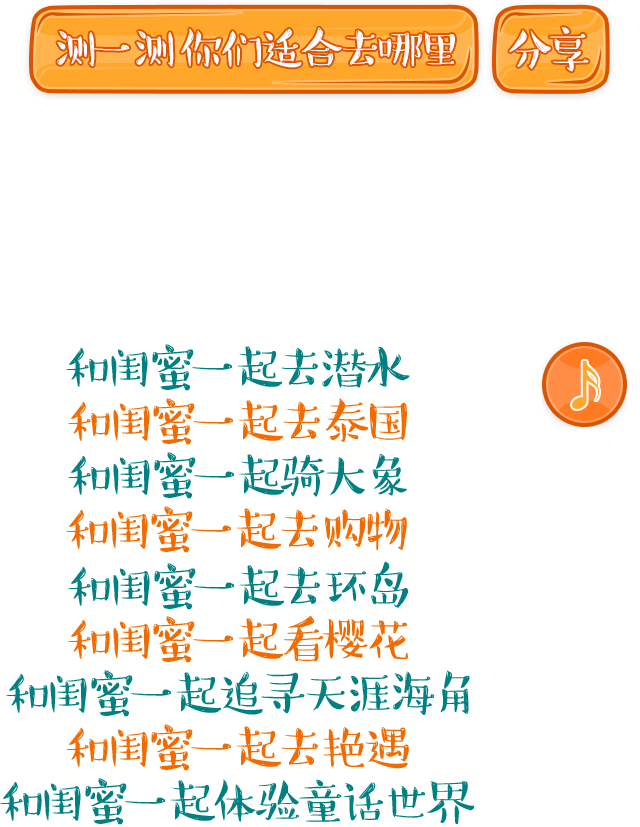 测一测你们适合去哪里
分享
和闺蜜一起去潜水
和闺蜜一起去泰国
和闺蜜一起骑大象
和闺蜜一起去购物
和闺蜜一起去环岛
和闺蜜一起看樱花
和闺蜜一起追寻天涯海角
和闺蜜一起去艳遇
和闺蜜一起体验童话世界